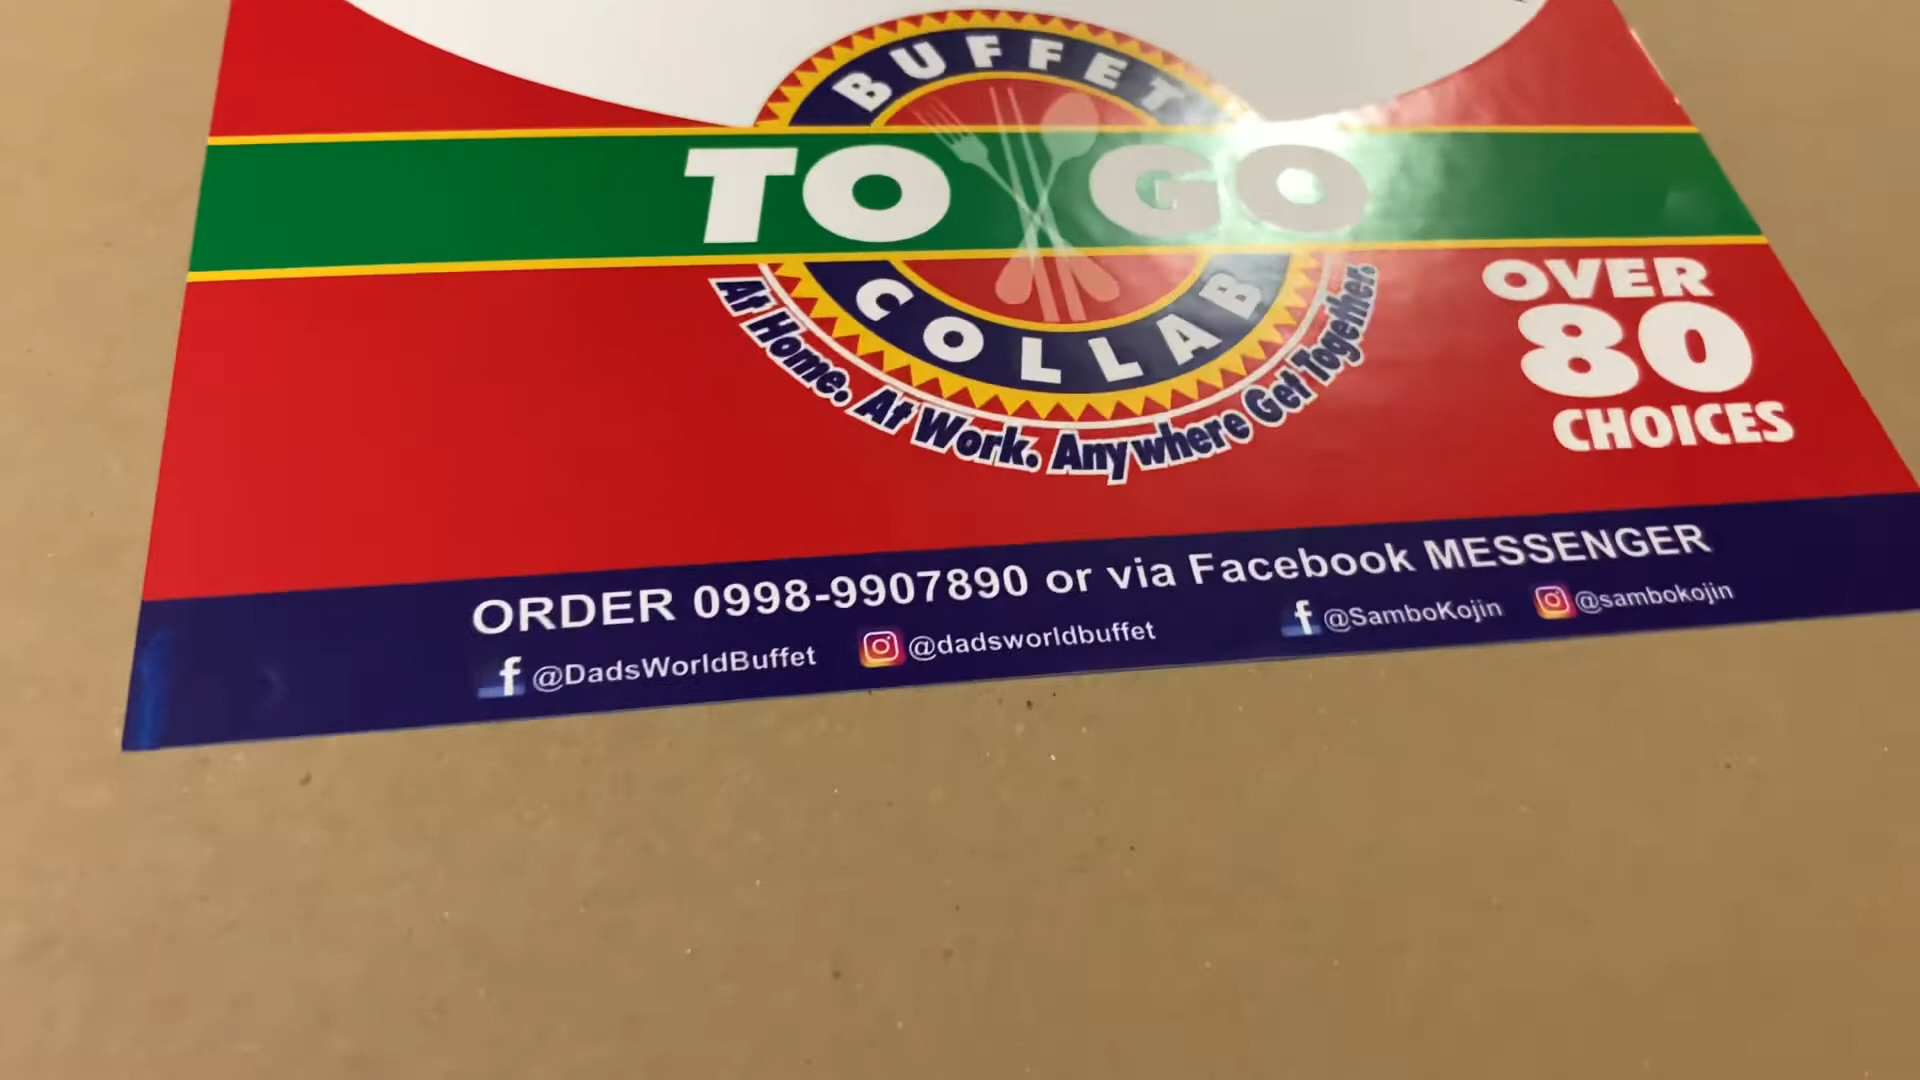 BUFFET
TO GO
COLLAB
At Home. At Work. Anywhere Get Together.
OVER
80
CHOICES
ORDER 0998-9907890 or via Facebook MESSENGER
f @DadsWorldBuffet @dadsworldbuffet f @SamboKojin @sambokojin